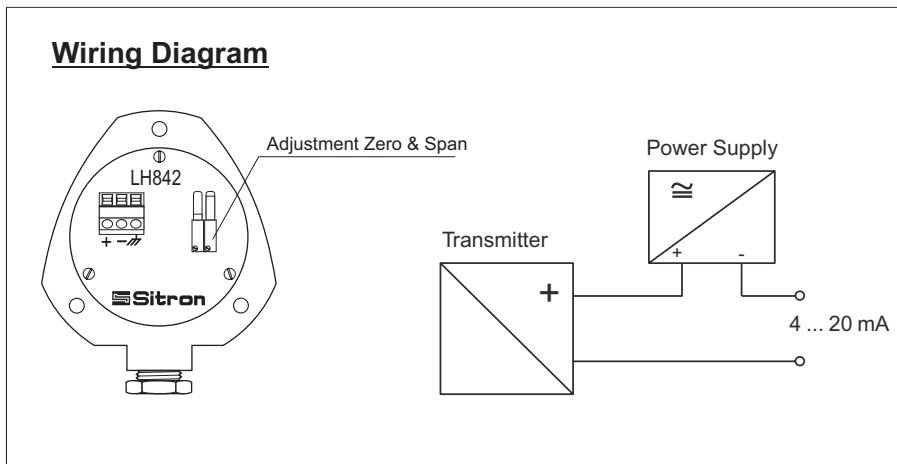 Wiring Diagram
Adjustment Zero & Span
LH842
+ -
Sitron
Power Supply
≅
+ -
Transmitter
+
4 ... 20 mA